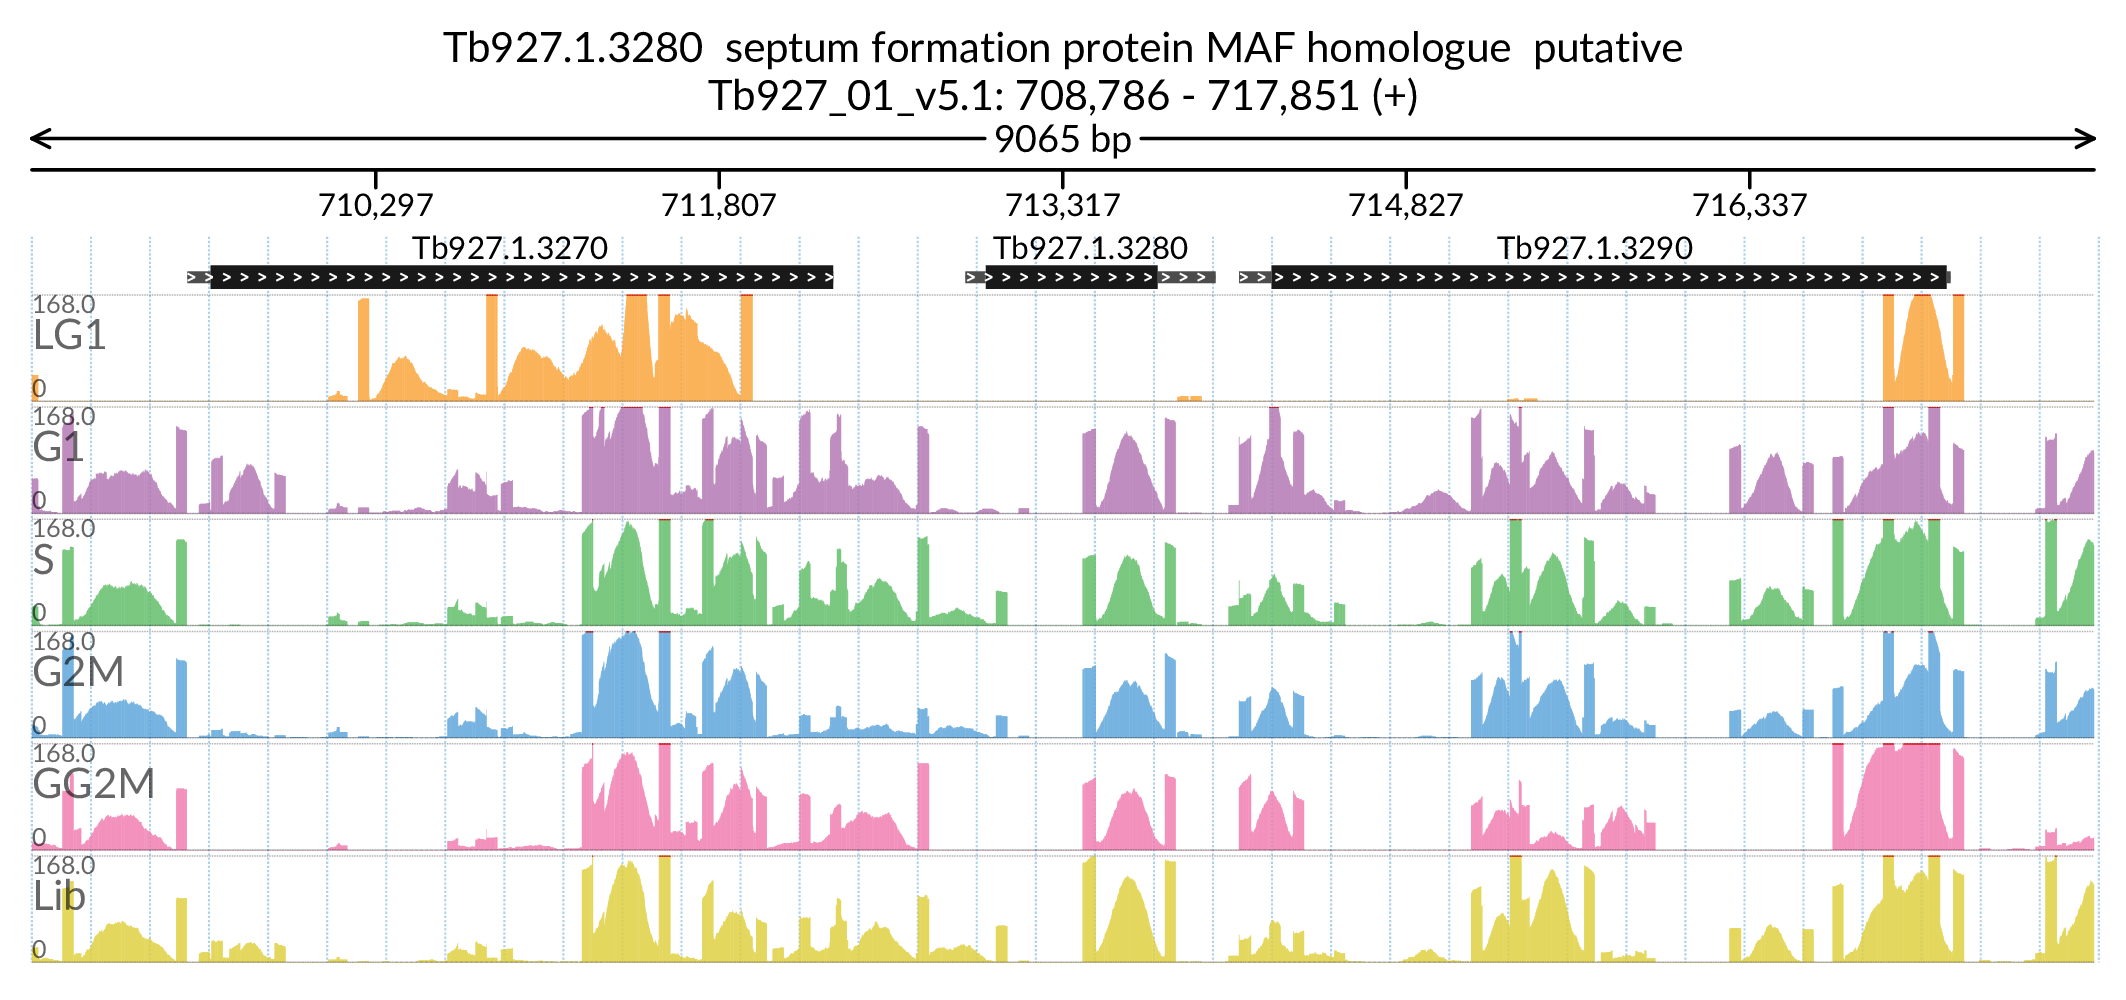 Tb927.1.3280  septum formation protein MAF homologue  putative
Tb927_01_v5.1: 708,786 - 717,851 (+)
9065 bp
710,297 711,807 713,317 714,827 716,337
Tb927.1.3270 Tb927.1.3280 Tb927.1.3290
168.0
LG1
0
168.0
G1
0
168.0
S
0
168.0
G2M
0
168.0
GG2M
0
168.0
Lib
0